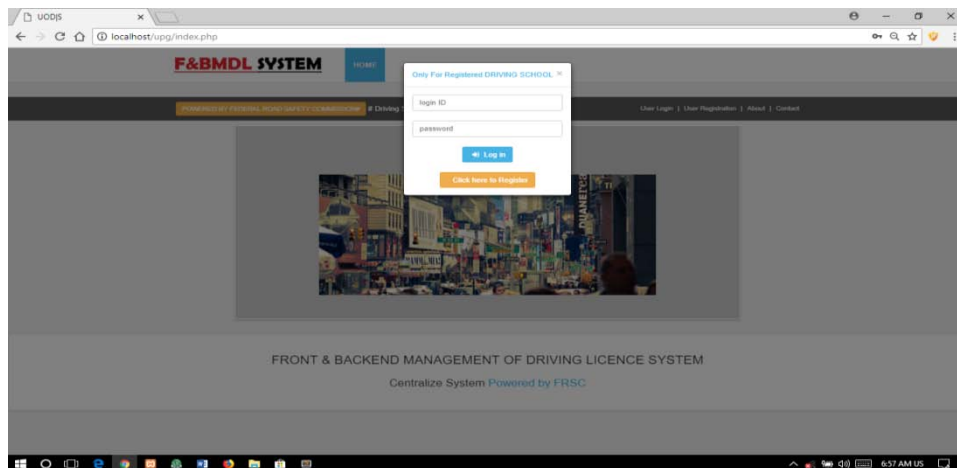 UODJS
localhost/upg/index.php
F&BMDL SYSTEM
HOME
Only For Registered DRIVING SCHOOL ×
login ID
password
Log in
Click here to Register
POWERED BY FEDERAL ROAD SAFETY COMMISSION
# Driving
User Login | User Registration | About | Contact
FRONT & BACKEND MANAGEMENT OF DRIVING LICENCE SYSTEM
Centralize System Powered by FRSC
6:57 AM US